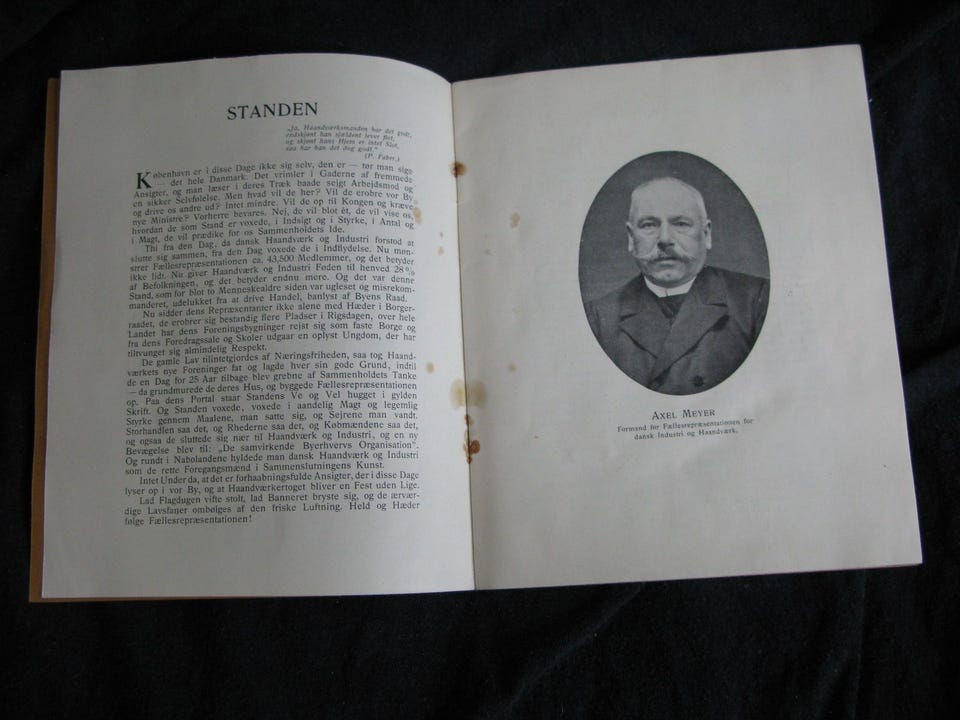 STANDEN
„Ja, Haandværksmanden har det godt,
endskjønt han sjældent lever flot,
og skjønt hans Hjem er intet Slot,
saa har han det dog godt.“
(P. Faber.)
København er i disse Dage ikke sig selv, den er — tør man sige
— det hele Danmark. Det vrimler i Gaderne af fremmede
Ansigter, og man læser i deres Træk baade sejgt Arbejdsmod og
en sikker Selvfølelse. Men hvad vil de her? Vil de erobre vor By
og drive os andre ud? Intet mindre. Vil de op til Kongen og kræve
nye Ministre? Vorherre bevares. Nej, de vil blot ét, de vil vise os,
hvordan de som Stand er voxede, i Indsigt og i Styrke, i Antal og
i Magt, de vil prædike for os Sammenholdets Ide.
Thi fra den Dag, da dansk Haandværk og Industri forstod at
slutte sig sammen, fra den Dag voxede de i Indflydelse. Nu møn-
strer Fællesrepræsentationen ca. 43,500 Medlemmer, og det betyder
ikke lidt. Nu giver Haandværk og Industri Føden til henved 28 %
af Befolkningen, og det betyder endnu mere. Og det var denne
Stand, som for blot to Menneskealdre siden var ugleset og misrekom-
manderet, udelukket fra at drive Handel, banlyst af Byens Raad.
Nu sidder dens Repræsentanter ikke alene med Hæder i Borger-
raadet, de erobrer sig bestandig flere Pladser i Rigsdagen, over hele
Landet har dens Foreningsbygninger rejst sig som faste Borge og
fra dens Foredragssale og Skoler udgaar en oplyst Ungdom, der har
tiltvunget sig almindelig Respekt.
De gamle Lav tilintetgjordes af Næringsfriheden, saa tog Haand-
værkets nye Foreninger fat og lagde hver sin gode Grund, indtil
de en Dag for 25 Aar tilbage blev grebne af Sammenholdets Tanke
— da grundmurede de deres Hus, og byggede Fællesrepræsentationen
op. Paa dens Portal staar Standens Ve og Vel hugget i gylden
Skrift. Og Standen voxede, voxede i aandelig Magt og legemlig
Styrke gennem Maalene, man satte sig, og Sejrene man vandt.
Storhandlen saa det, og Rhederne saa det, og Købmændene saa det,
og ogsaa de sluttede sig nær til Haandværk og Industri, og en ny
Bevægelse blev til: „De samvirkende Byerhvervs Organisation“.
Og rundt i Nabolandene hyldede man dansk Haandværk og Industri
som de rette Foregangsmænd i Sammenslutningens Kunst.
Intet Under da, at det er forhaabningsfulde Ansigter, der i disse Dage
lyser op i vor By, og at Haandværkertoget bliver en Fest uden Lige.
Lad Flagdugen vifte stolt, lad Banneret bryste sig, og de ærvær-
dige Lavsfaner ombølges af den friske Luftning. Held og Hæder
følge Fællesrepræsentationen!
AXEL MEYER
Formand for Fællesrepræsentationen for
dansk Industri og Haandværk.